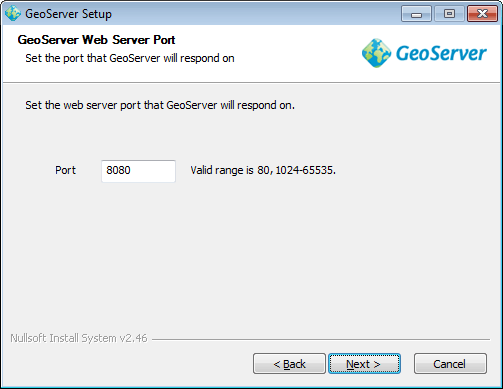 GeoServer Setup
GeoServer Web Server Port
Set the port that GeoServer will respond on
GeoServer
Set the web server port that GeoServer will respond on.
Port 8080 Valid range is 80, 1024-65535.
Nullsoft Install System v2.46
< Back Next > Cancel